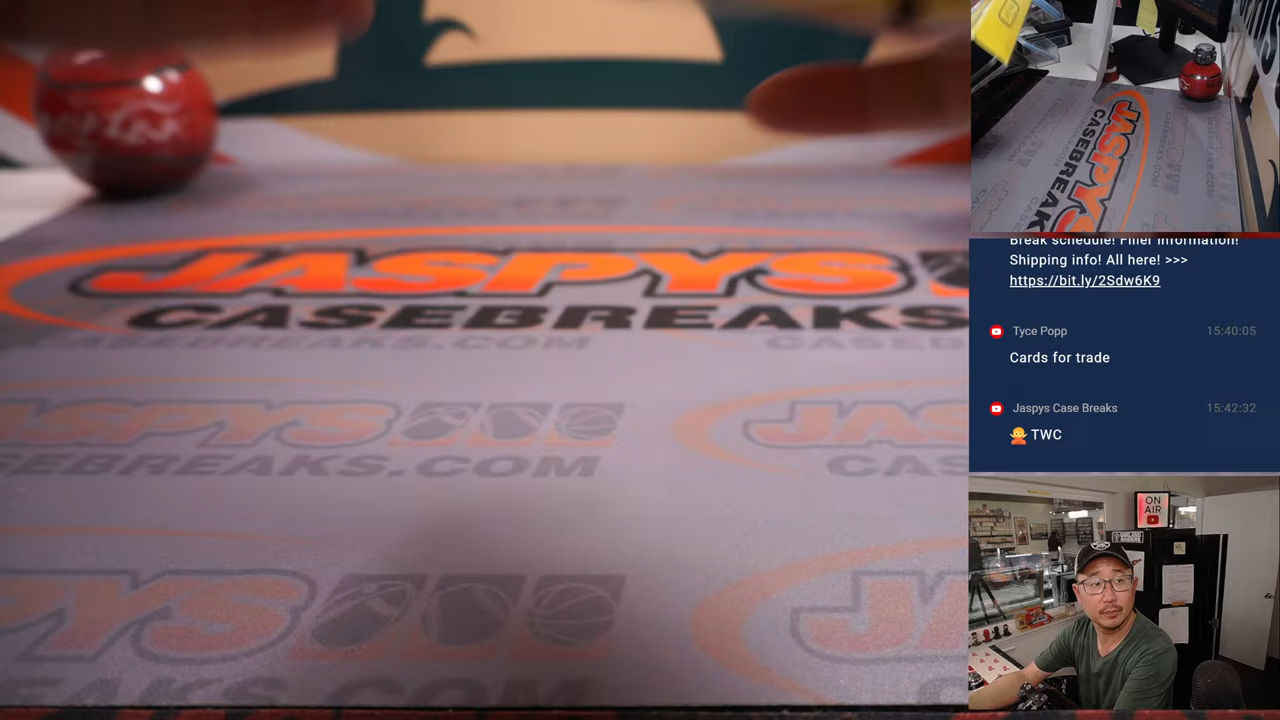 JASPYS
CASEBREAKS
CASEBREAKS.COM
JASPYS
CASEBREAKS.COM
JASPYS
CASEBREAK
Break schedule! Filler information!
Shipping info! All here! >>>
https://bit.ly/2Sdw6K9
Tyce Popp 15:40:05
Cards for trade
Jaspys Case Breaks 15:42:32
🙅 TWC
ON
AIR